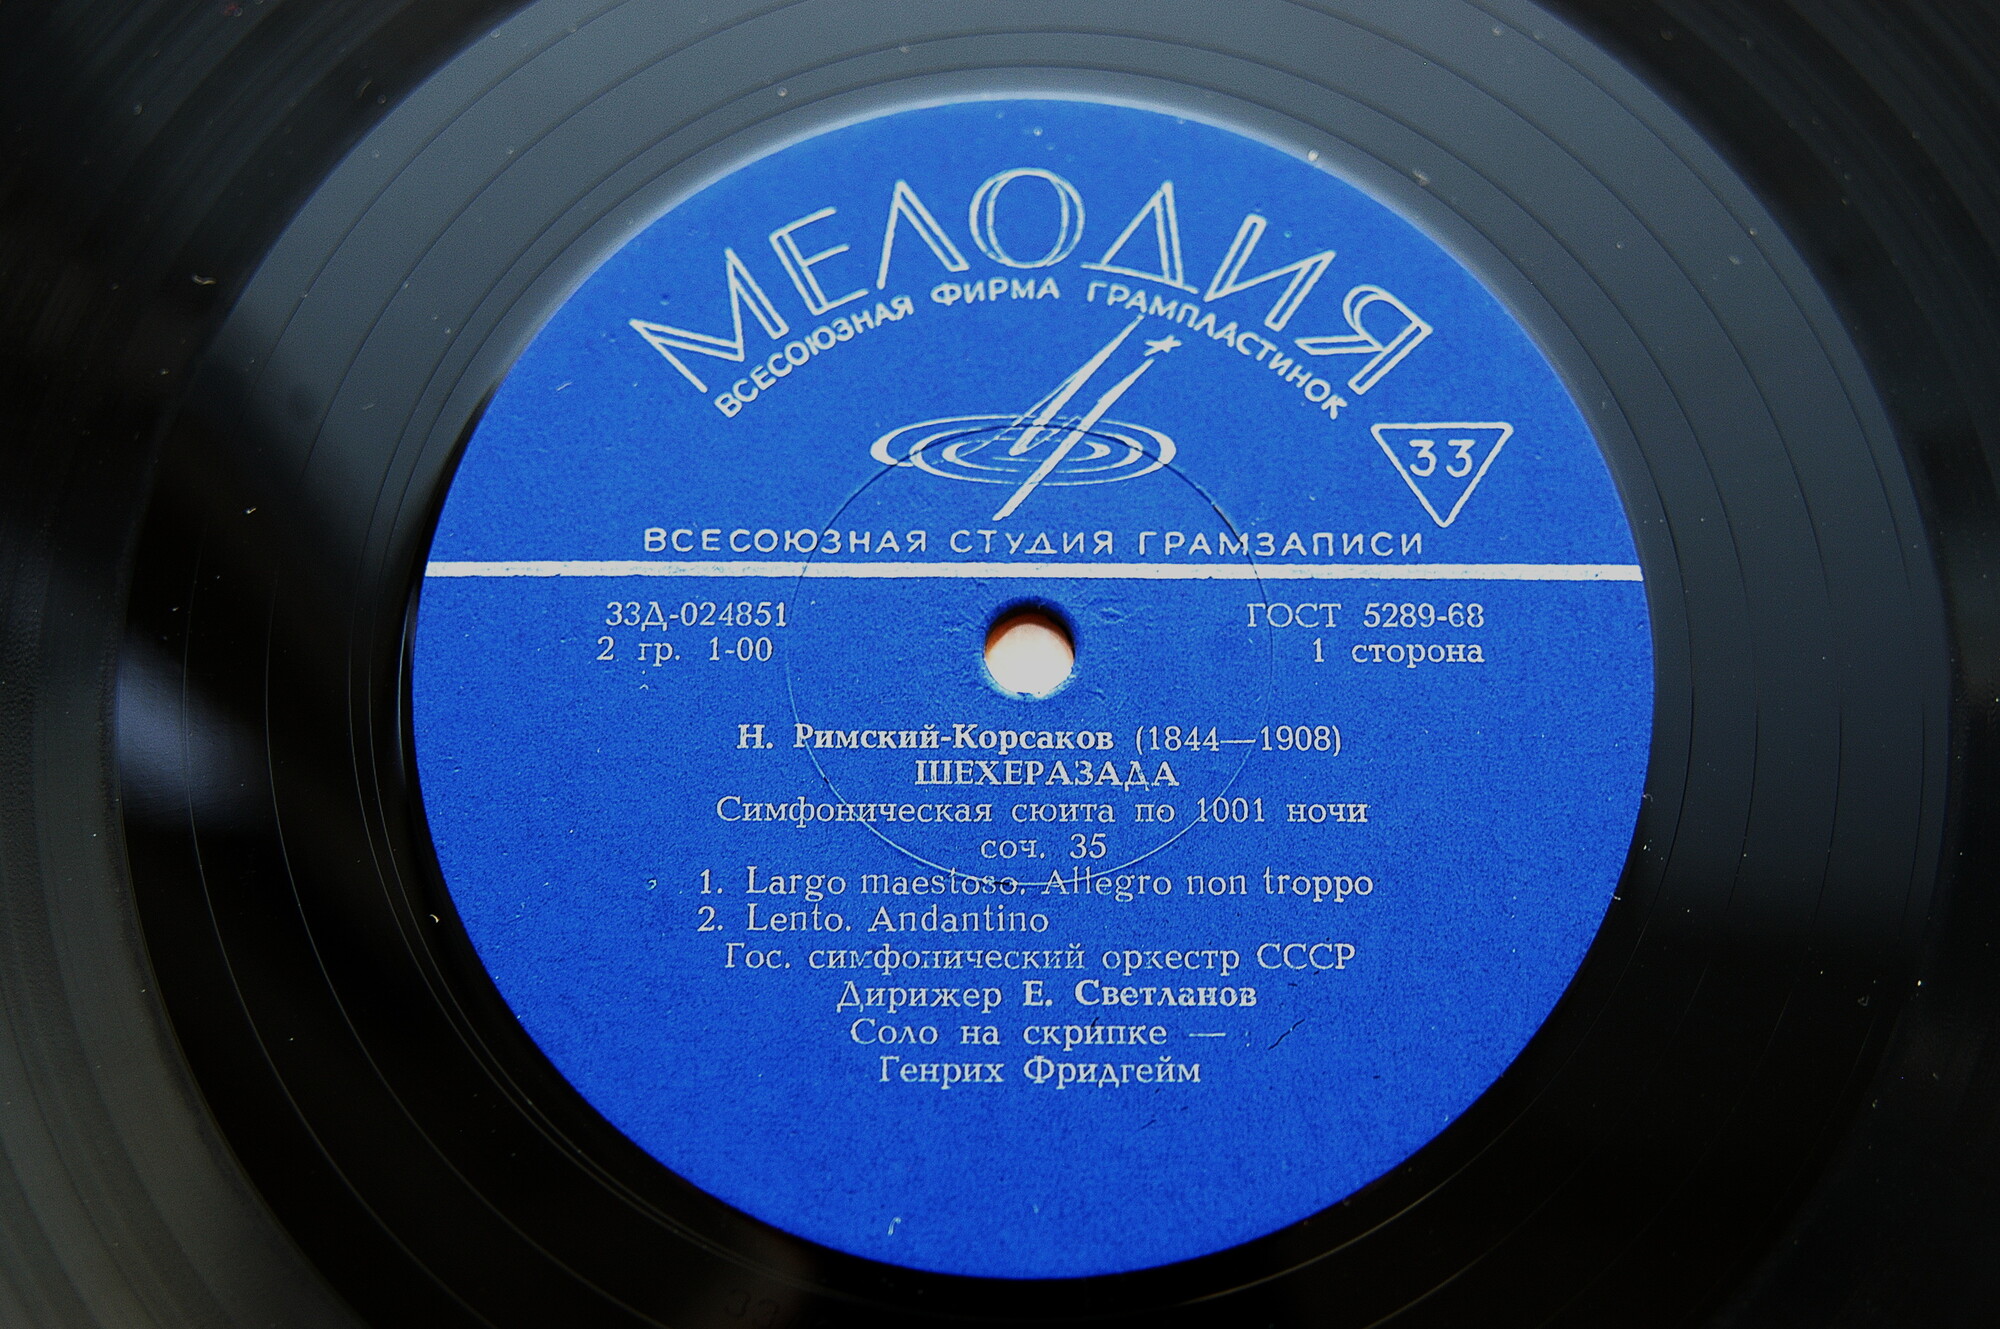 МЕЛОДИЯ
ВСЕСОЮЗНАЯ ФИРМА ГРАМПЛАСТИНОК
33
ВСЕСОЮЗНАЯ СТУДИЯ ГРАМЗАПИСИ
33Д-024851 ГОСТ 5289-68
2 гр. 1-00 1 сторона
Н. Римский-Корсаков (1844—1908)
ШЕХЕРАЗАДА
Симфоническая сюита по 1001 ночи
соч. 35
1. Largo maestoso. Allegro non troppo
2. Lento. Andantino
Гос. симфонический оркестр СССР
Дирижер Е. Светланов
Соло на скрипке —
Генрих Фридгейм